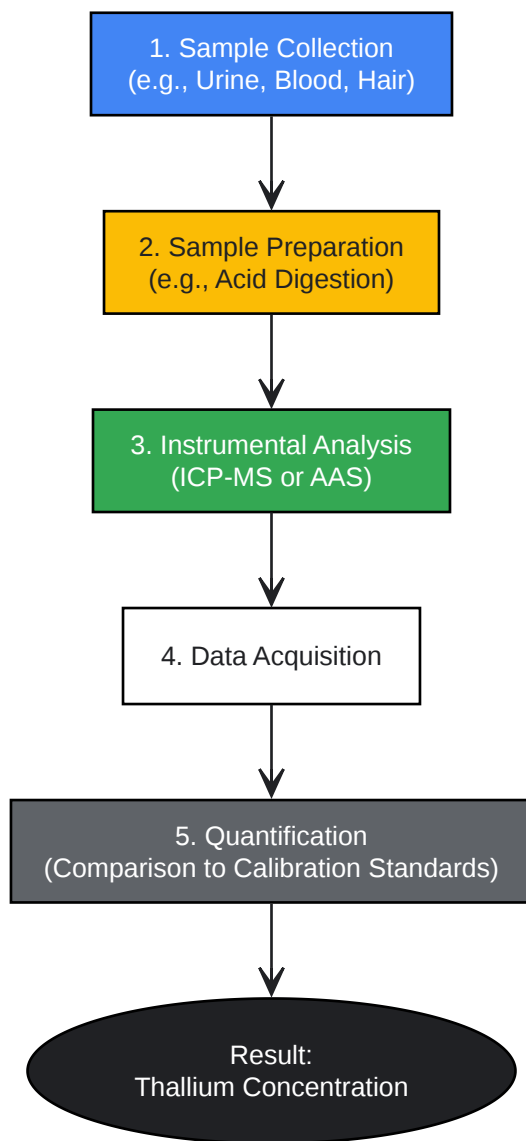 1. Sample Collection
(e.g., Urine, Blood, Hair)
2. Sample Preparation
(e.g., Acid Digestion)
3. Instrumental Analysis
(ICP-MS or AAS)
4. Data Acquisition
5. Quantification
(Comparison to Calibration Standards)
Result:
Thallium Concentration